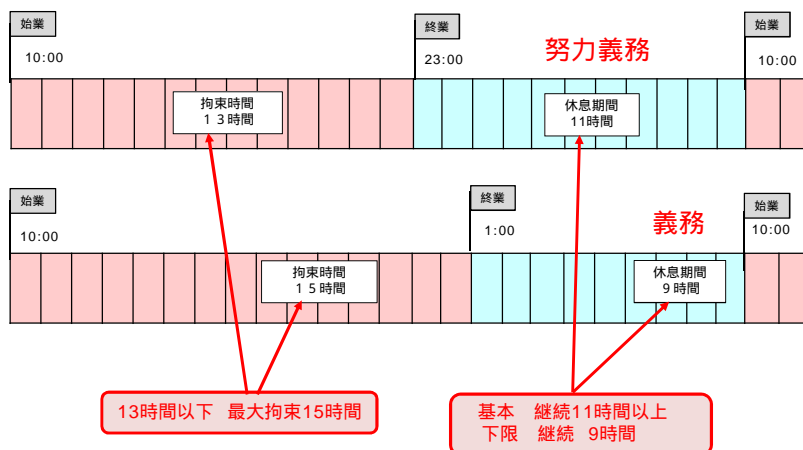 始業
10:00
終業
23:00
努力義務
始業
10:00
拘束時間
１３時間
休息期間
11時間
始業
10:00
終業
1:00
義務
始業
10:00
拘束時間
１５時間
休息期間
９時間
13時間以下 最大拘束15時間
基本 継続11時間以上
下限 継続 9時間